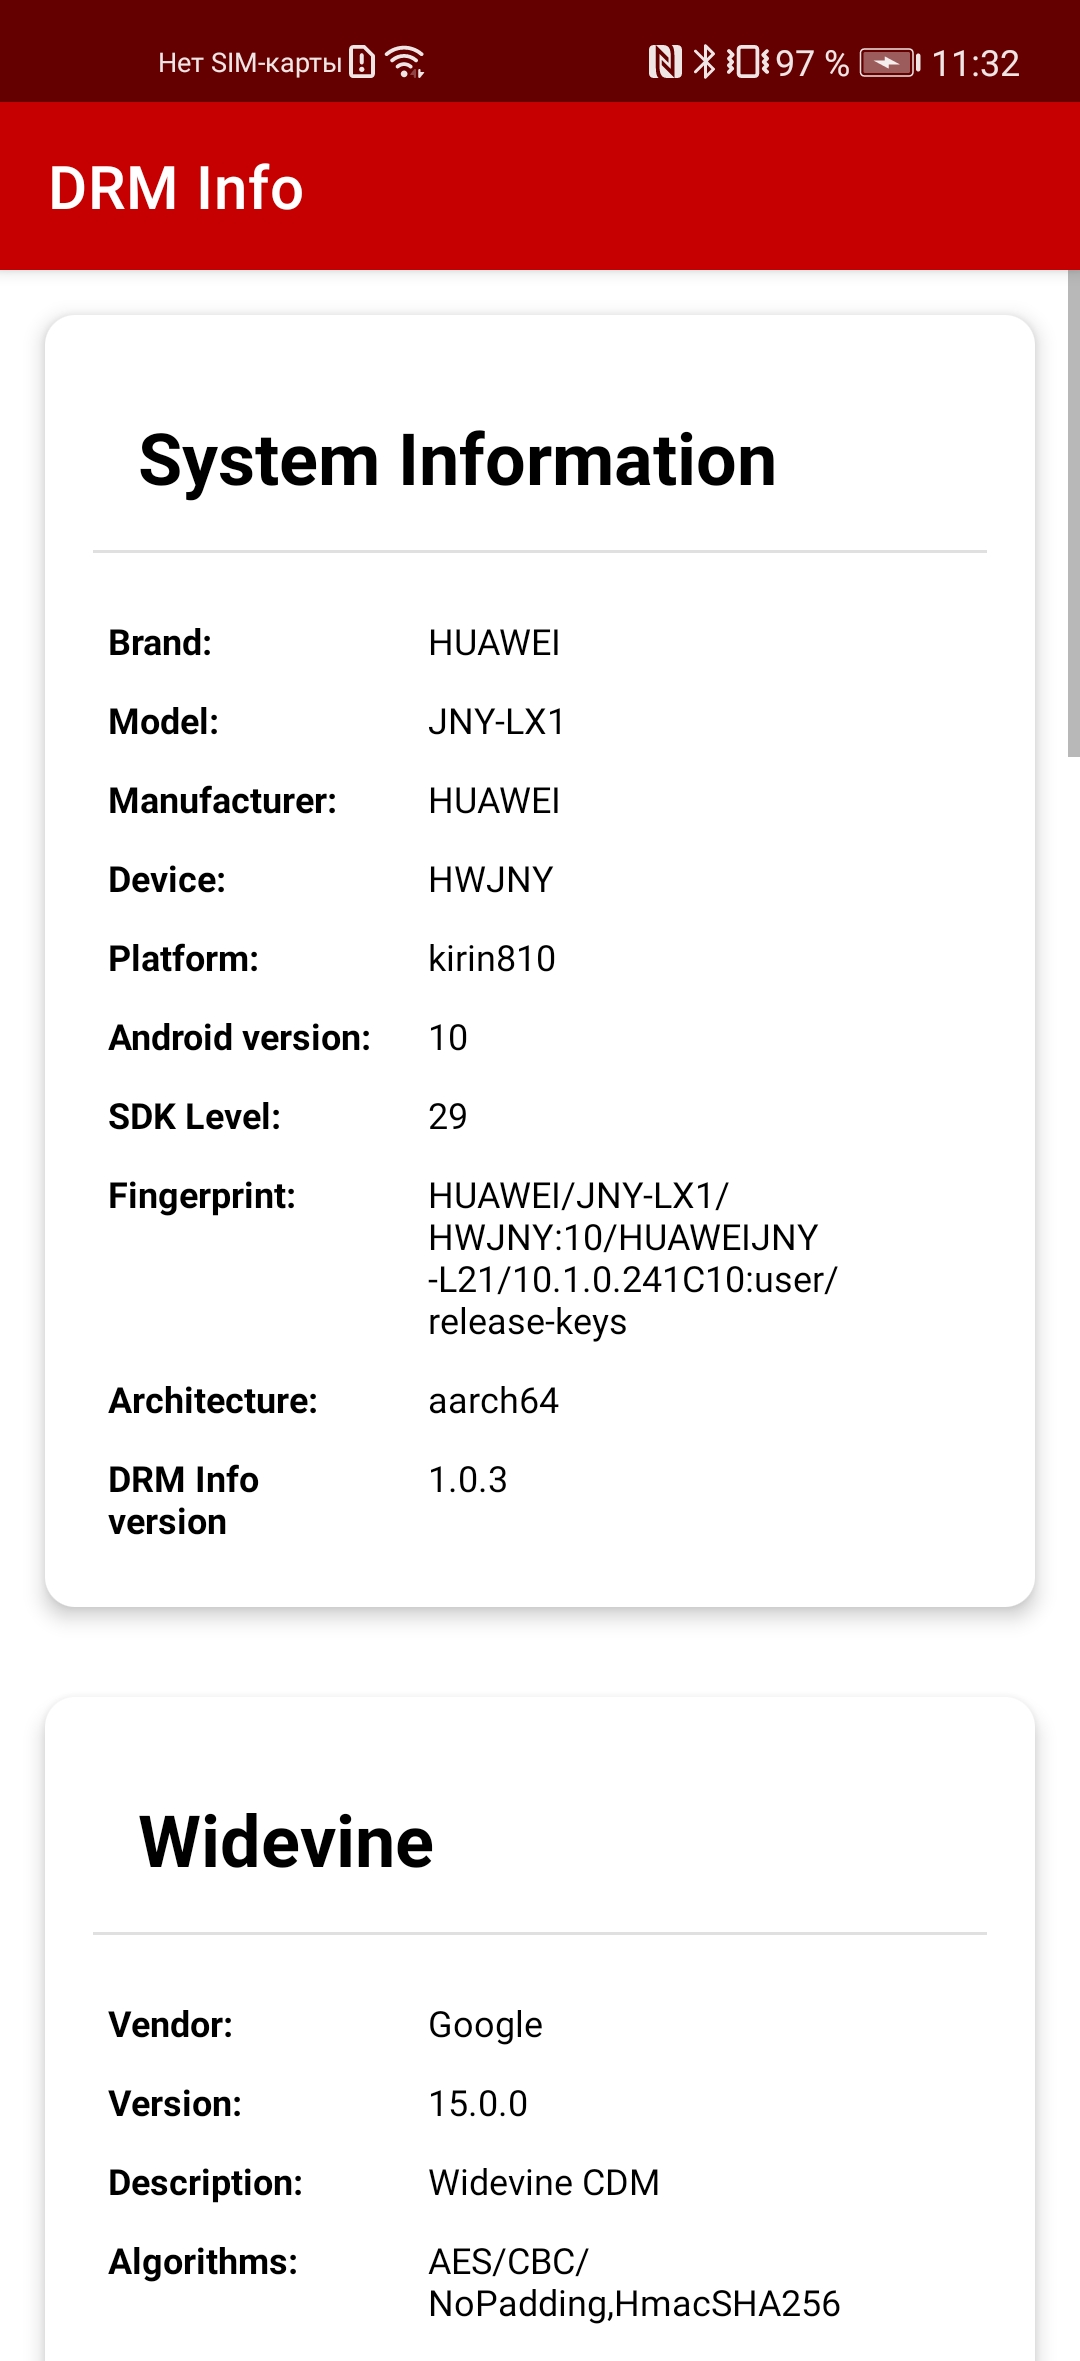 Нет SIM-карты 97 % 11:32
DRM Info
System Information
Brand: HUAWEI
Model: JNY-LX1
Manufacturer: HUAWEI
Device: HWJNY
Platform: kirin810
Android version: 10
SDK Level: 29
Fingerprint: HUAWEI/JNY-LX1/
HWJNY:10/HUAWEIJNY
-L21/10.1.0.241C10:user/
release-keys
Architecture: aarch64
DRM Info 1.0.3
version
Widevine
Vendor: Google
Version: 15.0.0
Description: Widevine CDM
Algorithms: AES/CBC/
NoPadding,HmacSHA256